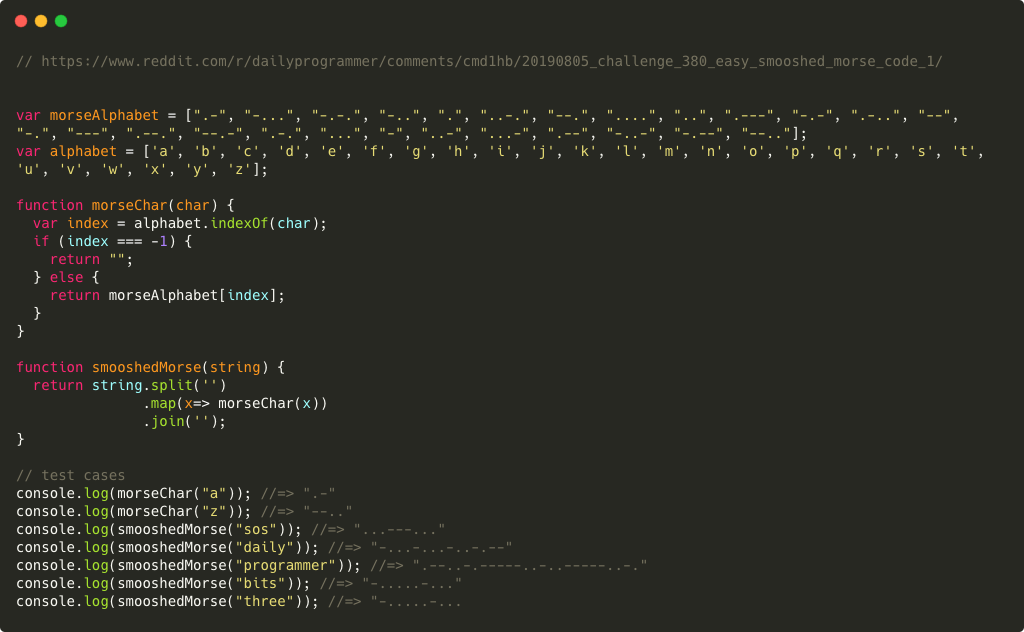 // https://www.reddit.com/r/dailyprogrammer/comments/cmd1hb/20190805_challenge_380_easy_smooshed_morse_code_1/
var morseAlphabet = [".-", "-...", "-.-.", "-..", ".", "..-.", "--.", "....", "..", ".---", "-.-", ".-..", "--",
"-.", "---", ".--.", "--.-", ".-.", "...", "-", "..-", "...-", ".--", "-..-", "-.--", "--.."];
var alphabet = ['a', 'b', 'c', 'd', 'e', 'f', 'g', 'h', 'i', 'j', 'k', 'l', 'm', 'n', 'o', 'p', 'q', 'r', 's', 't',
'u', 'v', 'w', 'x', 'y', 'z'];
function morseChar(char) {
  var index = alphabet.indexOf(char);
  if (index === -1) {
    return "";
  } else {
    return morseAlphabet[index];
  }
}
function smooshedMorse(string) {
  return string.split('')
               .map(x=> morseChar(x))
               .join('');
}
// test cases
console.log(morseChar("a")); //=> ".-"
console.log(morseChar("z")); //=> "--.."
console.log(smooshedMorse("sos")); //=> "...---..."
console.log(smooshedMorse("daily")); //=> "-...-...-..-.--"
console.log(smooshedMorse("programmer")); //=> ".--..-.-----..-..-----..-."
console.log(smooshedMorse("bits")); //=> "-.....-..."
console.log(smooshedMorse("three")); //=> "-.....-...